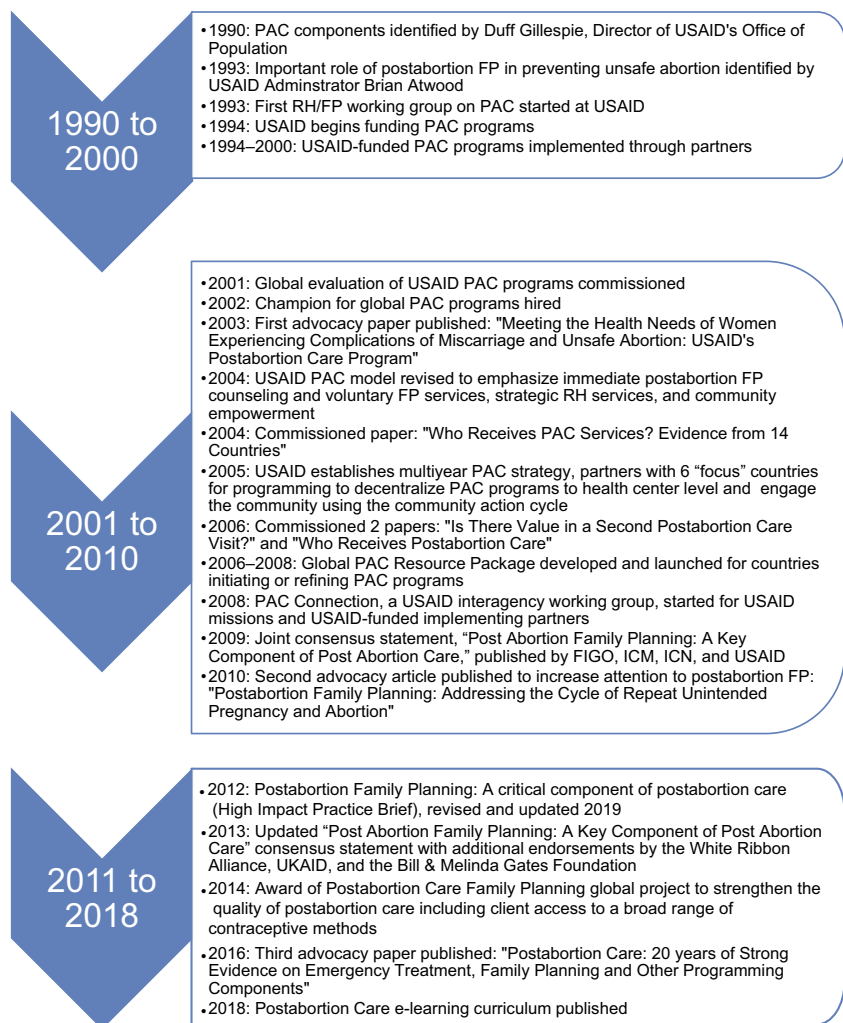 1990 to
2000
•1990: PAC components identified by Duff Gillespie, Director of USAID's Office of
Population
•1993: Important role of postabortion FP in preventing unsafe abortion identified by
USAID Adminstrator Brian Atwood
•1993: First RH/FP working group on PAC started at USAID
•1994: USAID begins funding PAC programs
•1994–2000: USAID-funded PAC programs implemented through partners
2001 to
2010
•2001: Global evaluation of USAID PAC programs commissioned
•2002: Champion for global PAC programs hired
•2003: First advocacy paper published: "Meeting the Health Needs of Women
Experiencing Complications of Miscarriage and Unsafe Abortion: USAID's
Postabortion Care Program"
•2004: USAID PAC model revised to emphasize immediate postabortion FP
counseling and voluntary FP services, strategic RH services, and community
empowerment
•2004: Commissioned paper: "Who Receives PAC Services? Evidence from 14
Countries"
•2005: USAID establishes multiyear PAC strategy, partners with 6 “focus” countries
for programming to decentralize PAC programs to health center level and engage
the community using the community action cycle
•2006: Commissioned 2 papers: "Is There Value in a Second Postabortion Care
Visit?" and "Who Receives Postabortion Care"
•2006–2008: Global PAC Resource Package developed and launched for countries
initiating or refining PAC programs
•2008: PAC Connection, a USAID interagency working group, started for USAID
missions and USAID-funded implementing partners
•2009: Joint consensus statement, “Post Abortion Family Planning: A Key
Component of Post Abortion Care,” published by FIGO, ICM, ICN, and USAID
•2010: Second advocacy article published to increase attention to postabortion FP:
"Postabortion Family Planning: Addressing the Cycle of Repeat Unintended
Pregnancy and Abortion"
2011 to
2018
•2012: Postabortion Family Planning: A critical component of postabortion care
(High Impact Practice Brief), revised and updated 2019
•2013: Updated “Post Abortion Family Planning: A Key Component of Post Abortion
Care” consensus statement with additional endorsements by the White Ribbon
Alliance, UKAID, and the Bill & Melinda Gates Foundation
•2014: Award of Postabortion Care Family Planning global project to strengthen the
quality of postabortion care including client access to a broad range of
contraceptive methods
•2016: Third advocacy paper published: "Postabortion Care: 20 years of Strong
Evidence on Emergency Treatment, Family Planning and Other Programming
Components"
•2018: Postabortion Care e-learning curriculum published